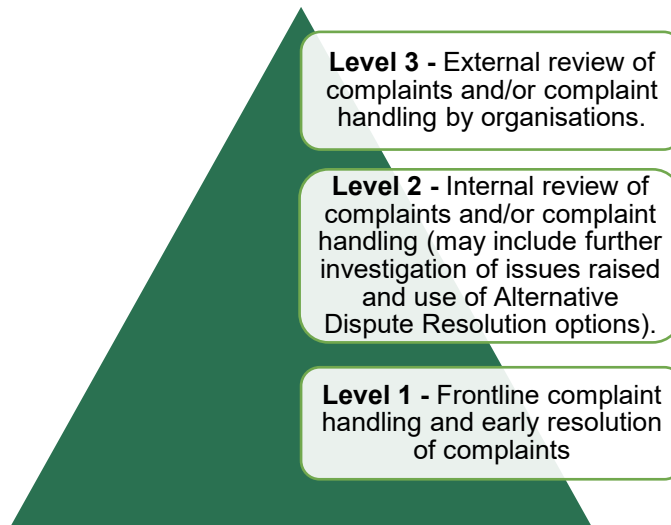 Level 3 - External review of
complaints and/or complaint
handling by organisations.
Level 2 - Internal review of
complaints and/or complaint
handling (may include further
investigation of issues raised
and use of Alternative
Dispute Resolution options).
Level 1 - Frontline complaint
handling and early resolution
of complaints